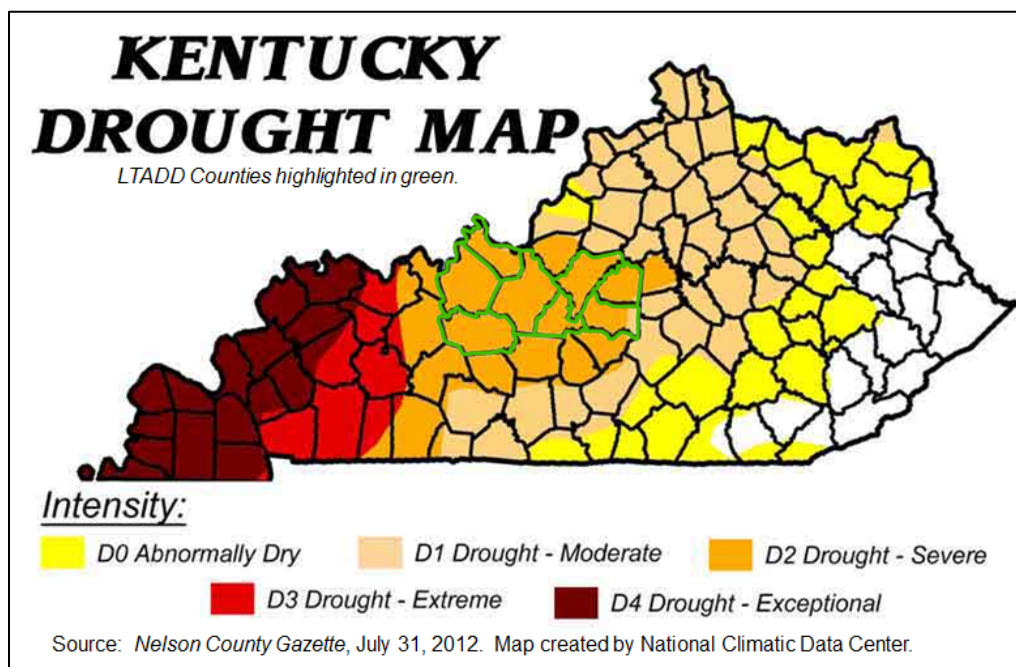 KENTUCKY
DROUGHT MAP
LTADD Counties highlighted in green.
Intensity:
D0 Abnormally Dry
D1 Drought - Moderate
D2 Drought - Severe
D3 Drought - Extreme
D4 Drought - Exceptional
Source: Nelson County Gazette, July 31, 2012. Map created by National Climatic Data Center.